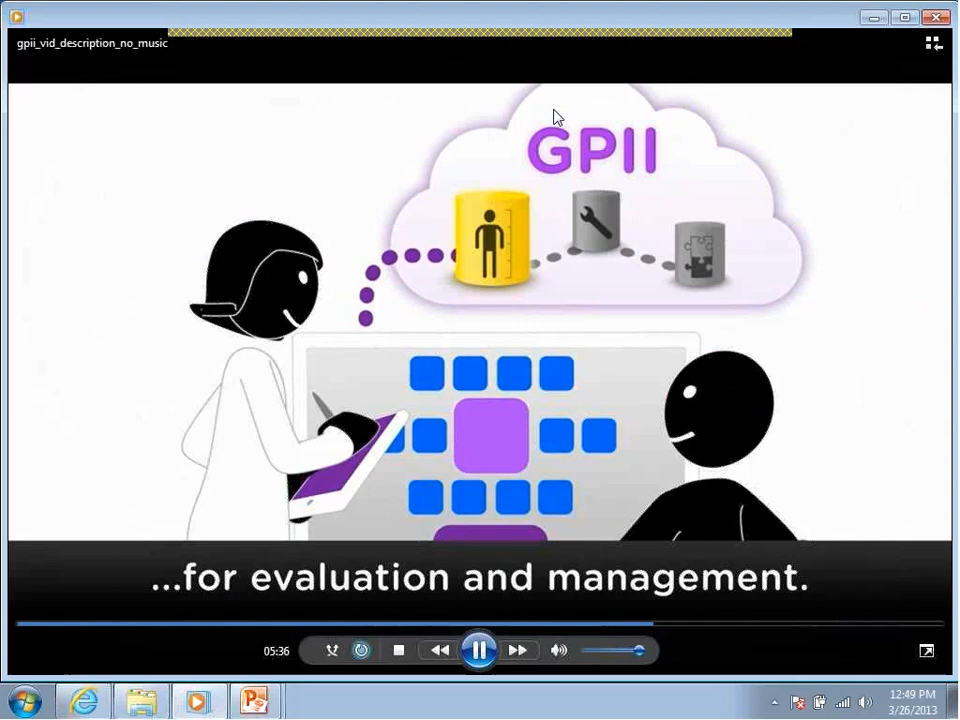 gpii_vid_description_no_music
GPII
...for evaluation and management.
05:36
12:49 PM
3/26/2013